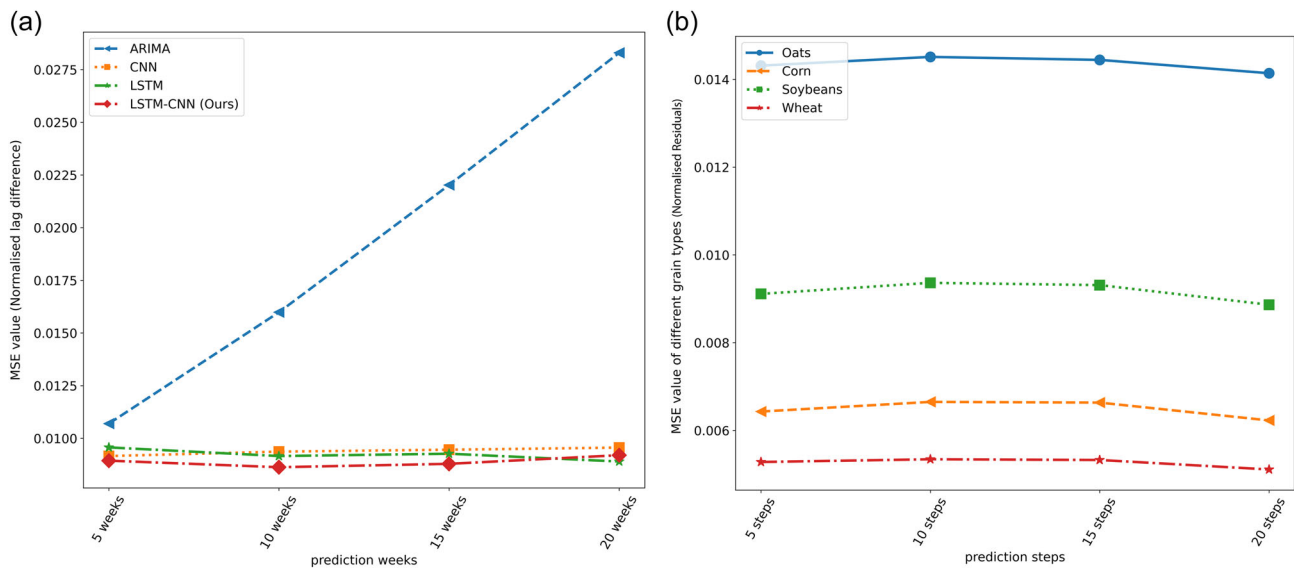 (a)
ARIMA
CNN
LSTM
LSTM-CNN (Ours)
MSE value (Normalised lag difference)
0.0275
0.0250
0.0225
0.0200
0.0175
0.0150
0.0125
0.0100
5 weeks
10 weeks
15 weeks
20 weeks
prediction weeks
(b)
Oats
Corn
Soybeans
Wheat
MSE value of different grain types (Normalised Residuals)
0.014
0.012
0.010
0.008
0.006
5 steps
10 steps
15 steps
20 steps
prediction steps